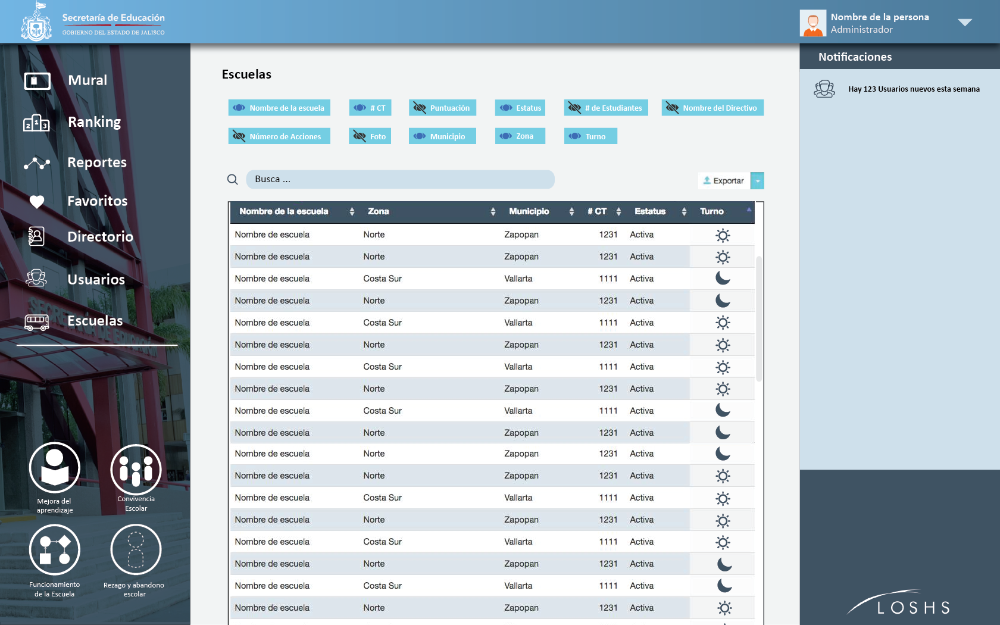 Secretaría de Educación
GOBIERNO DEL ESTADO DE JALISCO
Nombre de la persona
Administrador
Mural
Ranking
Reportes
Favoritos
Directorio
Usuarios
Escuelas
Mejora del
aprendizaje
Convivencia
Escolar
Funcionamiento
de la Escuela
Rezago y abandono
escolar
Escuelas
Nombre de la escuela # CT Puntuación Estatus # de Estudiantes Nombre del Directivo
Número de Acciones Foto Municipio Zona Turno
Busca ...
Exportar
Nombre de la escuela Zona Municipio # CT Estatus Turno
Nombre de escuela Norte Zapopan 1231 Activa
Nombre de escuela Norte Zapopan 1231 Activa
Nombre de escuela Costa Sur Vallarta 1111 Activa
Nombre de escuela Norte Zapopan 1231 Activa
Nombre de escuela Costa Sur Vallarta 1111 Activa
Nombre de escuela Norte Zapopan 1231 Activa
Nombre de escuela Costa Sur Vallarta 1111 Activa
Nombre de escuela Norte Zapopan 1231 Activa
Nombre de escuela Costa Sur Vallarta 1111 Activa
Nombre de escuela Norte Zapopan 1231 Activa
Nombre de escuela Norte Zapopan 1231 Activa
Nombre de escuela Norte Zapopan 1231 Activa
Nombre de escuela Costa Sur Vallarta 1111 Activa
Nombre de escuela Norte Zapopan 1231 Activa
Nombre de escuela Costa Sur Vallarta 1111 Activa
Nombre de escuela Norte Zapopan 1231 Activa
Nombre de escuela Costa Sur Vallarta 1111 Activa
Nombre de escuela Norte Zapopan 1231 Activa
Notificaciones
Hay 123 Usuarios nuevos esta semana
LOSHS